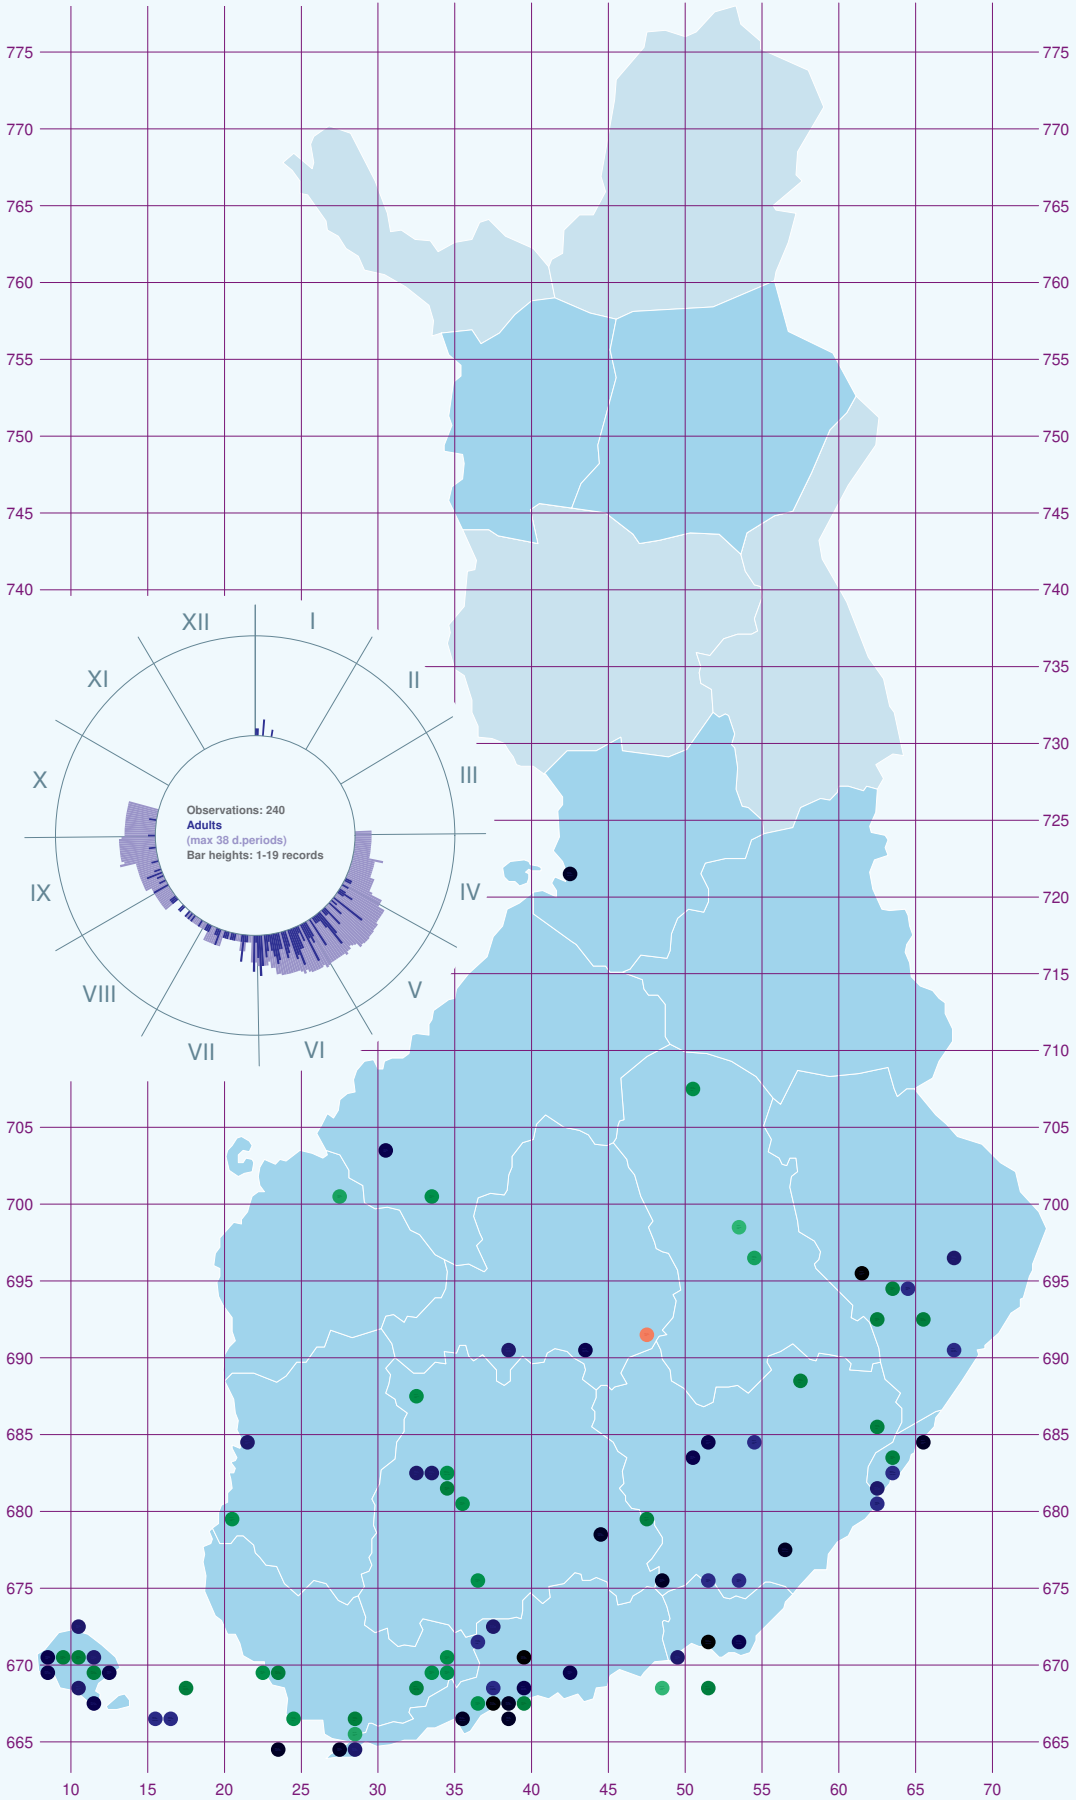 775 775
770 770
765 765
760 760
755 755
750 750
745 745
740 740
XII I
735
XI II
730
X III
Observations: 240
Adults
(max 38 d.periods)
Bar heights: 1-19 records
725
IX IV
720
VIII V
715
VII VI
710
705 705
700 700
695 695
690 690
685 685
680 680
675 675
670 670
665 665
10 15 20 25 30 35 40 45 50 55 60 65 70